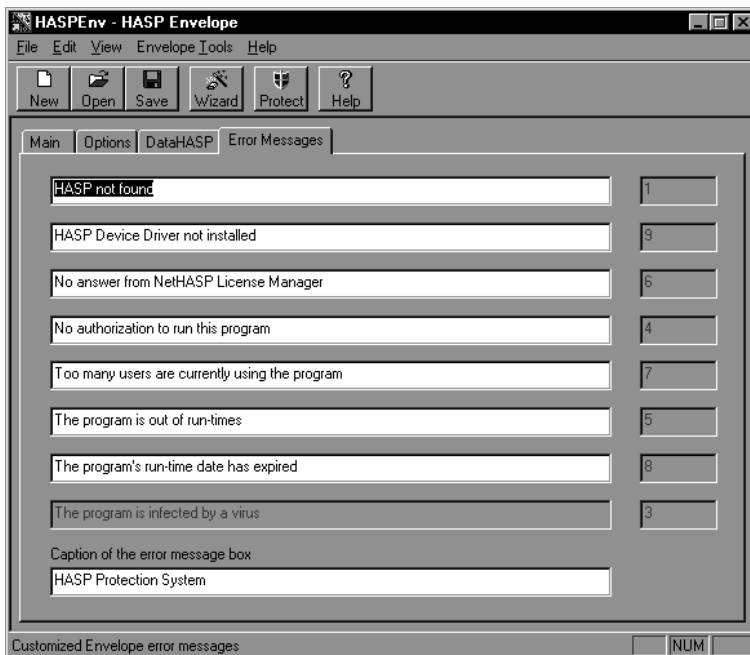 HASPEnv - HASP Envelope
File Edit View Envelope Tools Help
New Open Save Wizard Protect Help
Main Options DataHASP Error Messages
HASP not found 1
HASP Device Driver not installed 9
No answer from NetHASP License Manager 6
No authorization to run this program 4
Too many users are currently using the program 7
The program is out of run-times 5
The program's run-time date has expired 8
The program is infected by a virus 3
Caption of the error message box
HASP Protection System
Customized Envelope error messages NUM